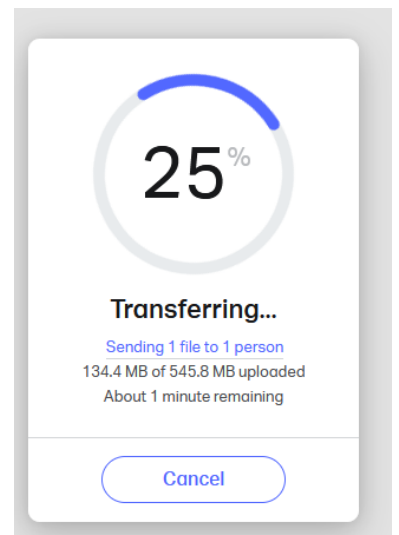 25%
Transferring...
Sending 1 file to 1 person
134.4 MB of 545.8 MB uploaded
About 1 minute remaining
Cancel